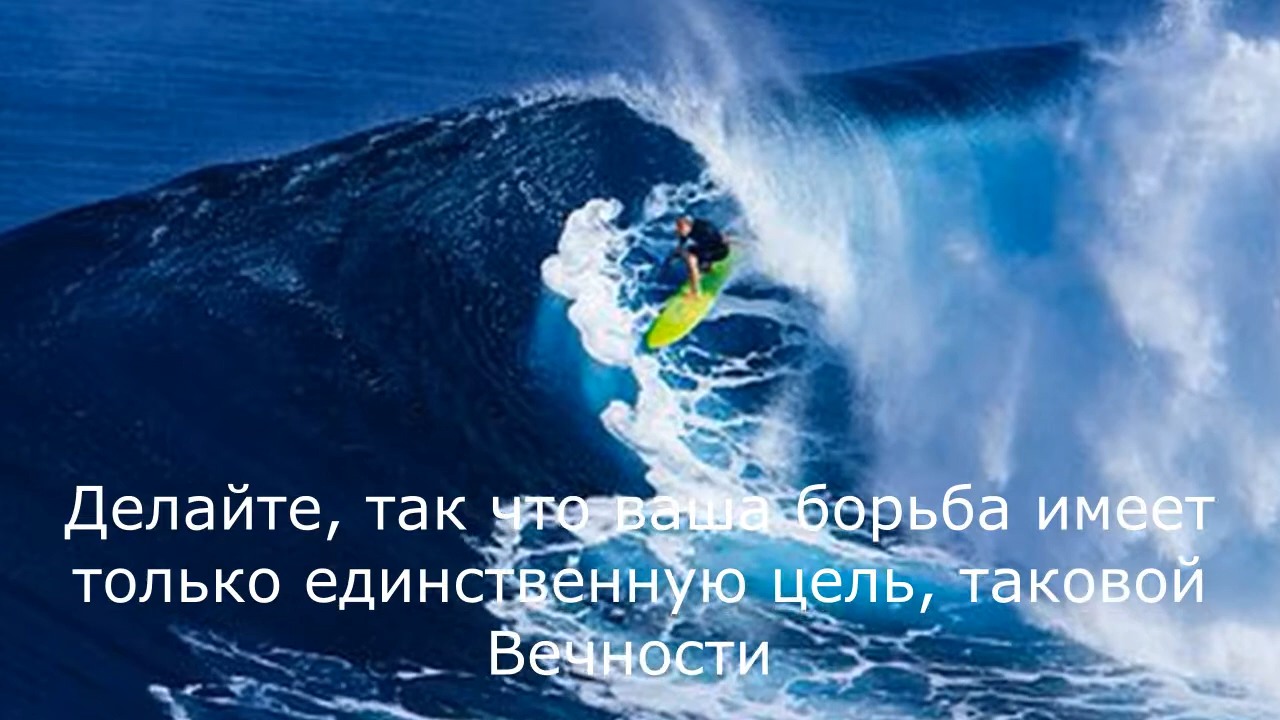 Делайте, так что ваша борьба имеет
только единственную цель, таковой
Вечности